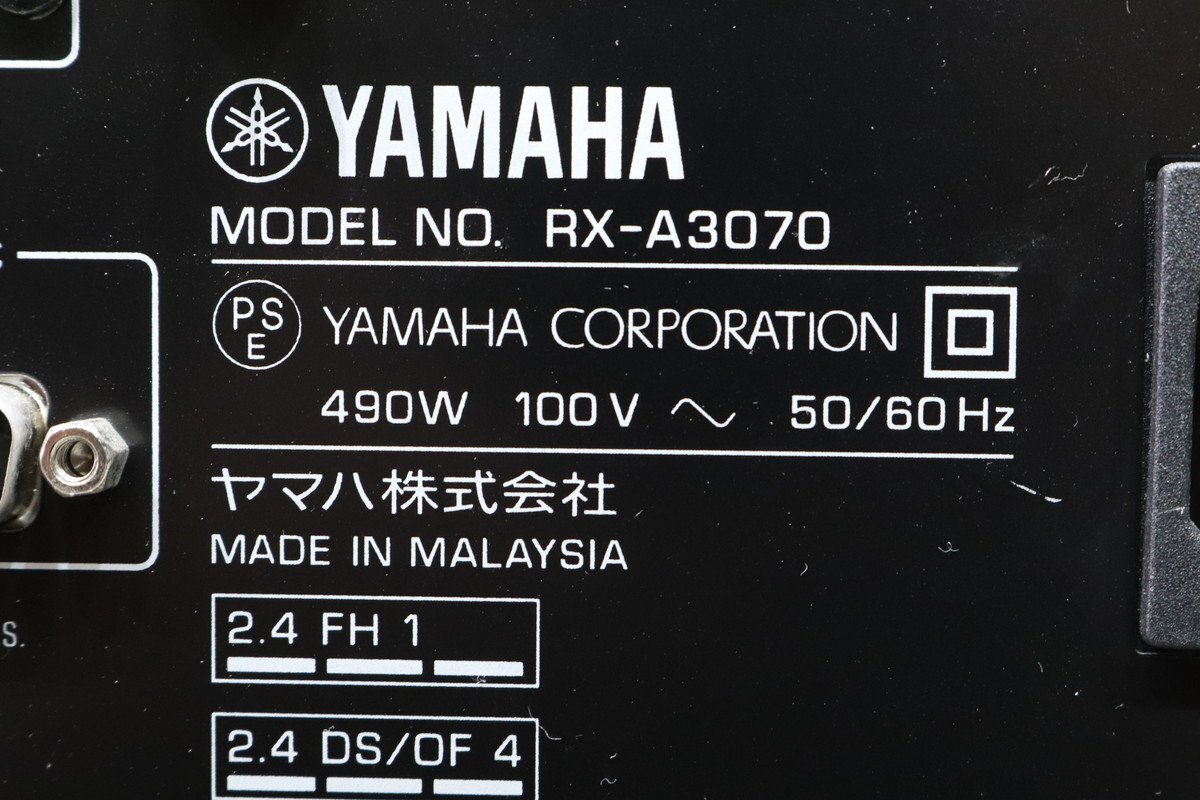 YAMAHA
MODEL NO. RX-A3070
PSE YAMAHA CORPORATION
490W 100V ～ 50/60Hz
ヤマハ株式会社
MADE IN MALAYSIA
S.
2.4 FH 1
2.4 DS/OF 4